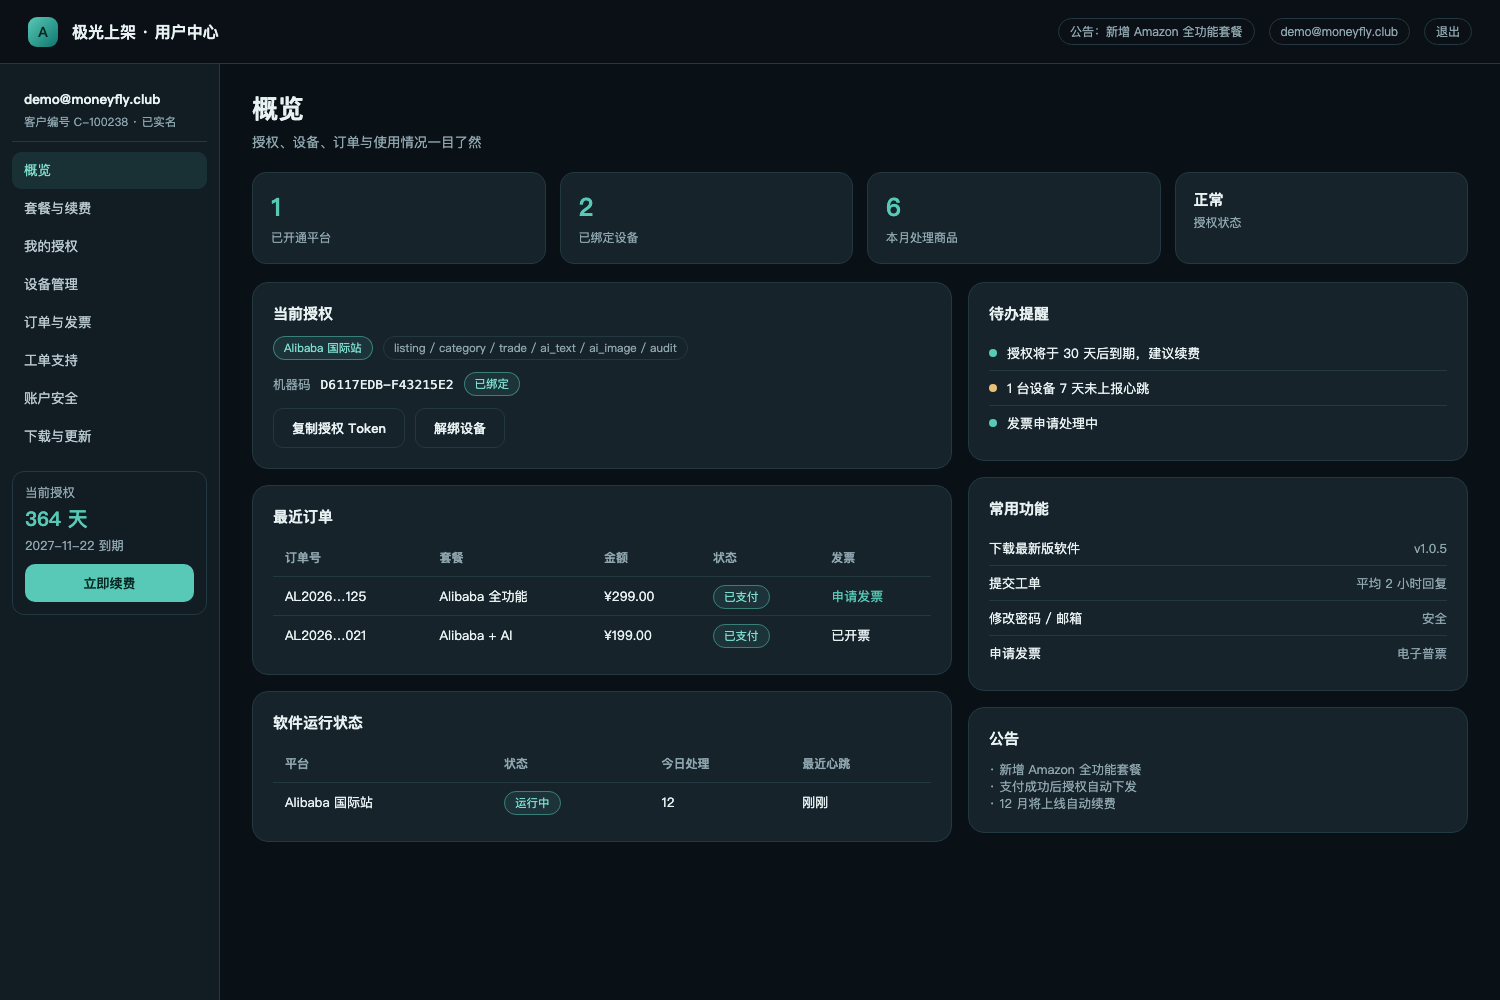 A 极光上架 · 用户中心
公告：新增 Amazon 全功能套餐
demo@moneyfly.club
退出
demo@moneyfly.club
客户编号 C-100238 · 已实名
概览
套餐与续费
我的授权
设备管理
订单与发票
工单支持
账户安全
下载与更新
当前授权
364 天
2027-11-22 到期
立即续费
概览
授权、设备、订单与使用情况一目了然
1
已开通平台
2
已绑定设备
6
本月处理商品
正常
授权状态
当前授权
Alibaba 国际站 listing / category / trade / ai_text / ai_image / audit
机器码 D6117EDB-F43215E2 已绑定
复制授权 Token 解绑设备
最近订单
订单号 套餐 金额 状态 发票
AL2026...125 Alibaba 全功能 ¥299.00 已支付 申请发票
AL2026...021 Alibaba + AI ¥199.00 已支付 已开票
软件运行状态
平台 状态 今日处理 最近心跳
Alibaba 国际站 运行中 12 刚刚
待办提醒
授权将于 30 天后到期，建议续费
1 台设备 7 天未上报心跳
发票申请处理中
常用功能
下载最新版软件 v1.0.5
提交工单 平均 2 小时回复
修改密码 / 邮箱 安全
申请发票 电子普票
公告
· 新增 Amazon 全功能套餐
· 支付成功后授权自动下发
· 12 月将上线自动续费